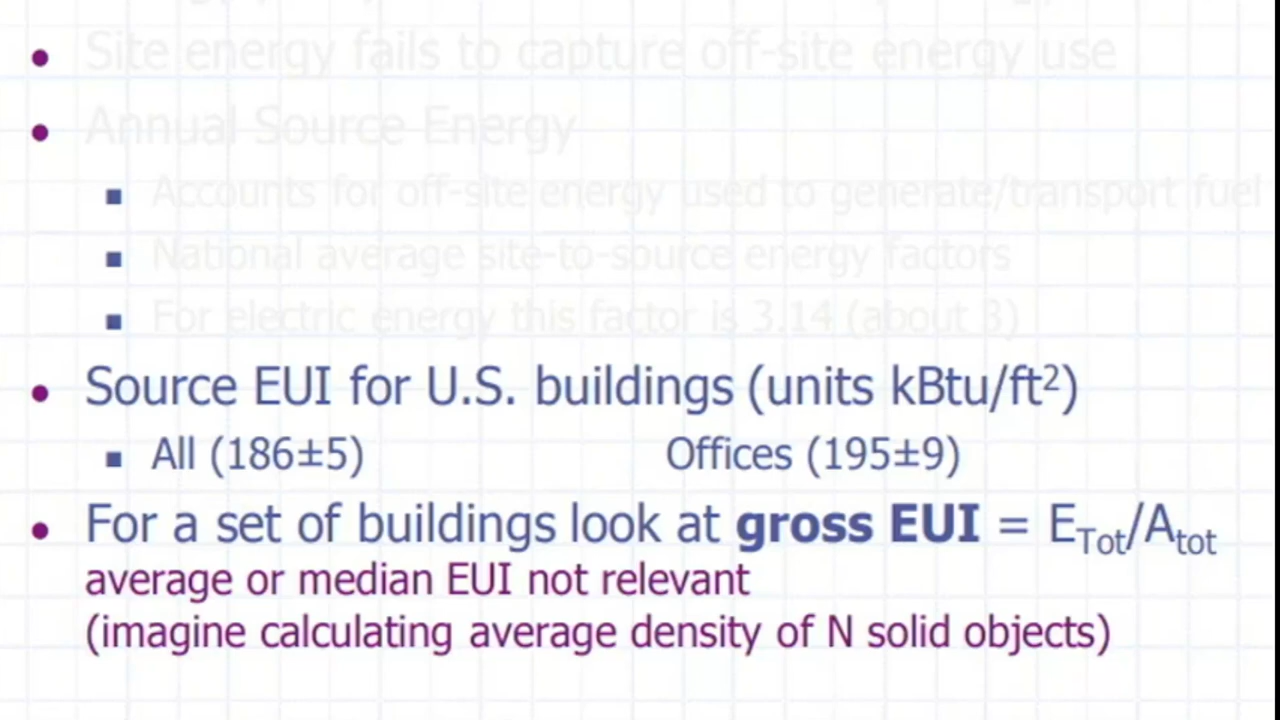 • Site energy fails to capture off-site energy use
• Annual Source Energy
▪ Accounts for off-site energy used to generate/transport fuel
▪ National average site-to-source energy factors
▪ For electric energy this factor is 3.14 (about 3)
• Source EUI for U.S. buildings (units kBtu/ft²)
▪ All (186±5) Offices (195±9)
• For a set of buildings look at gross EUI = E_Tot/A_tot
average or median EUI not relevant
(imagine calculating average density of N solid objects)